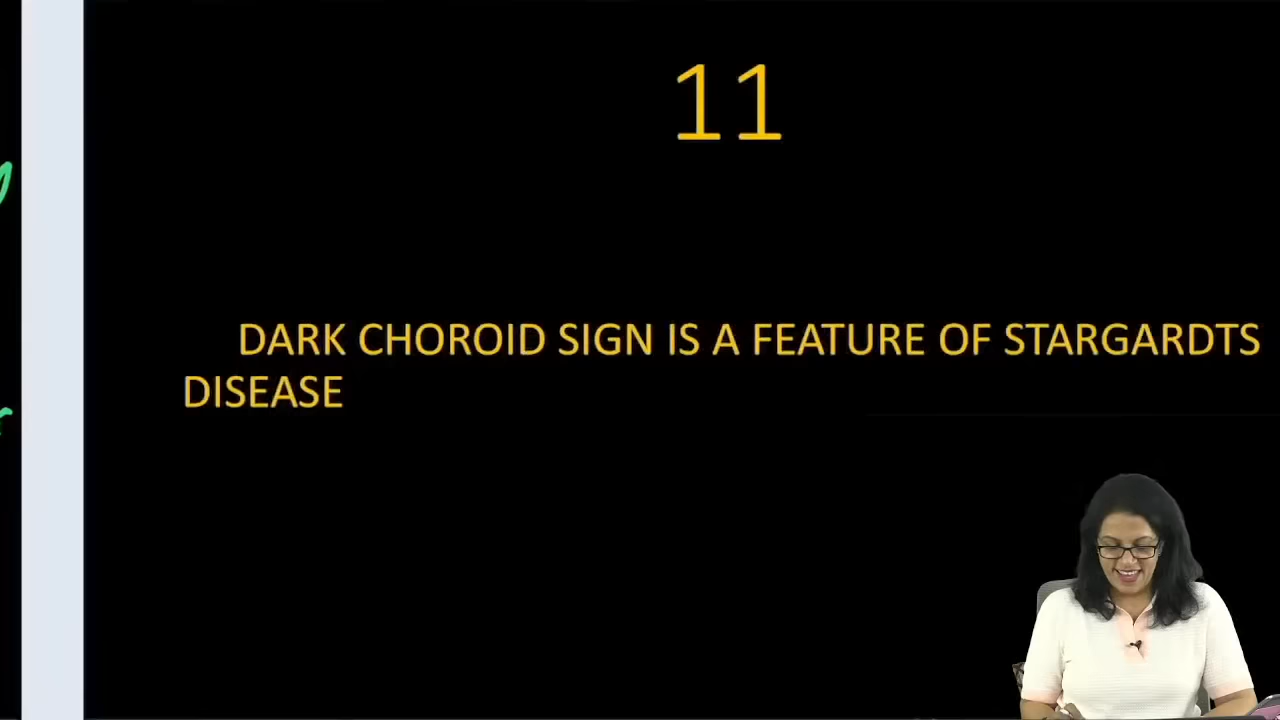 11
DARK CHOROID SIGN IS A FEATURE OF STARGARDTS
DISEASE